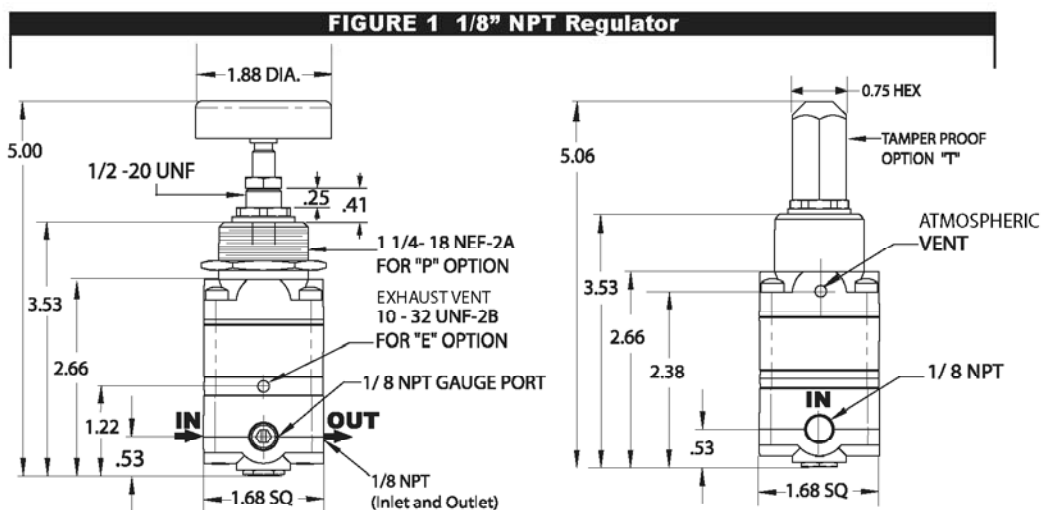 FIGURE 1 1/8” NPT Regulator
1.88 DIA.
5.00
1/2 -20 UNF
.25
.41
1 1/4- 18 NEF-2A
FOR "P" OPTION
3.53
EXHAUST VENT
10 - 32 UNF-2B
FOR "E" OPTION
2.66
1/ 8 NPT GAUGE PORT
1.22
IN
OUT
.53
1/8 NPT
(Inlet and Outlet)
1.68 SQ
0.75 HEX
5.06
TAMPER PROOF
OPTION "T"
ATMOSPHERIC
VENT
3.53
2.66
2.38
1/ 8 NPT
IN
.53
1.68 SQ